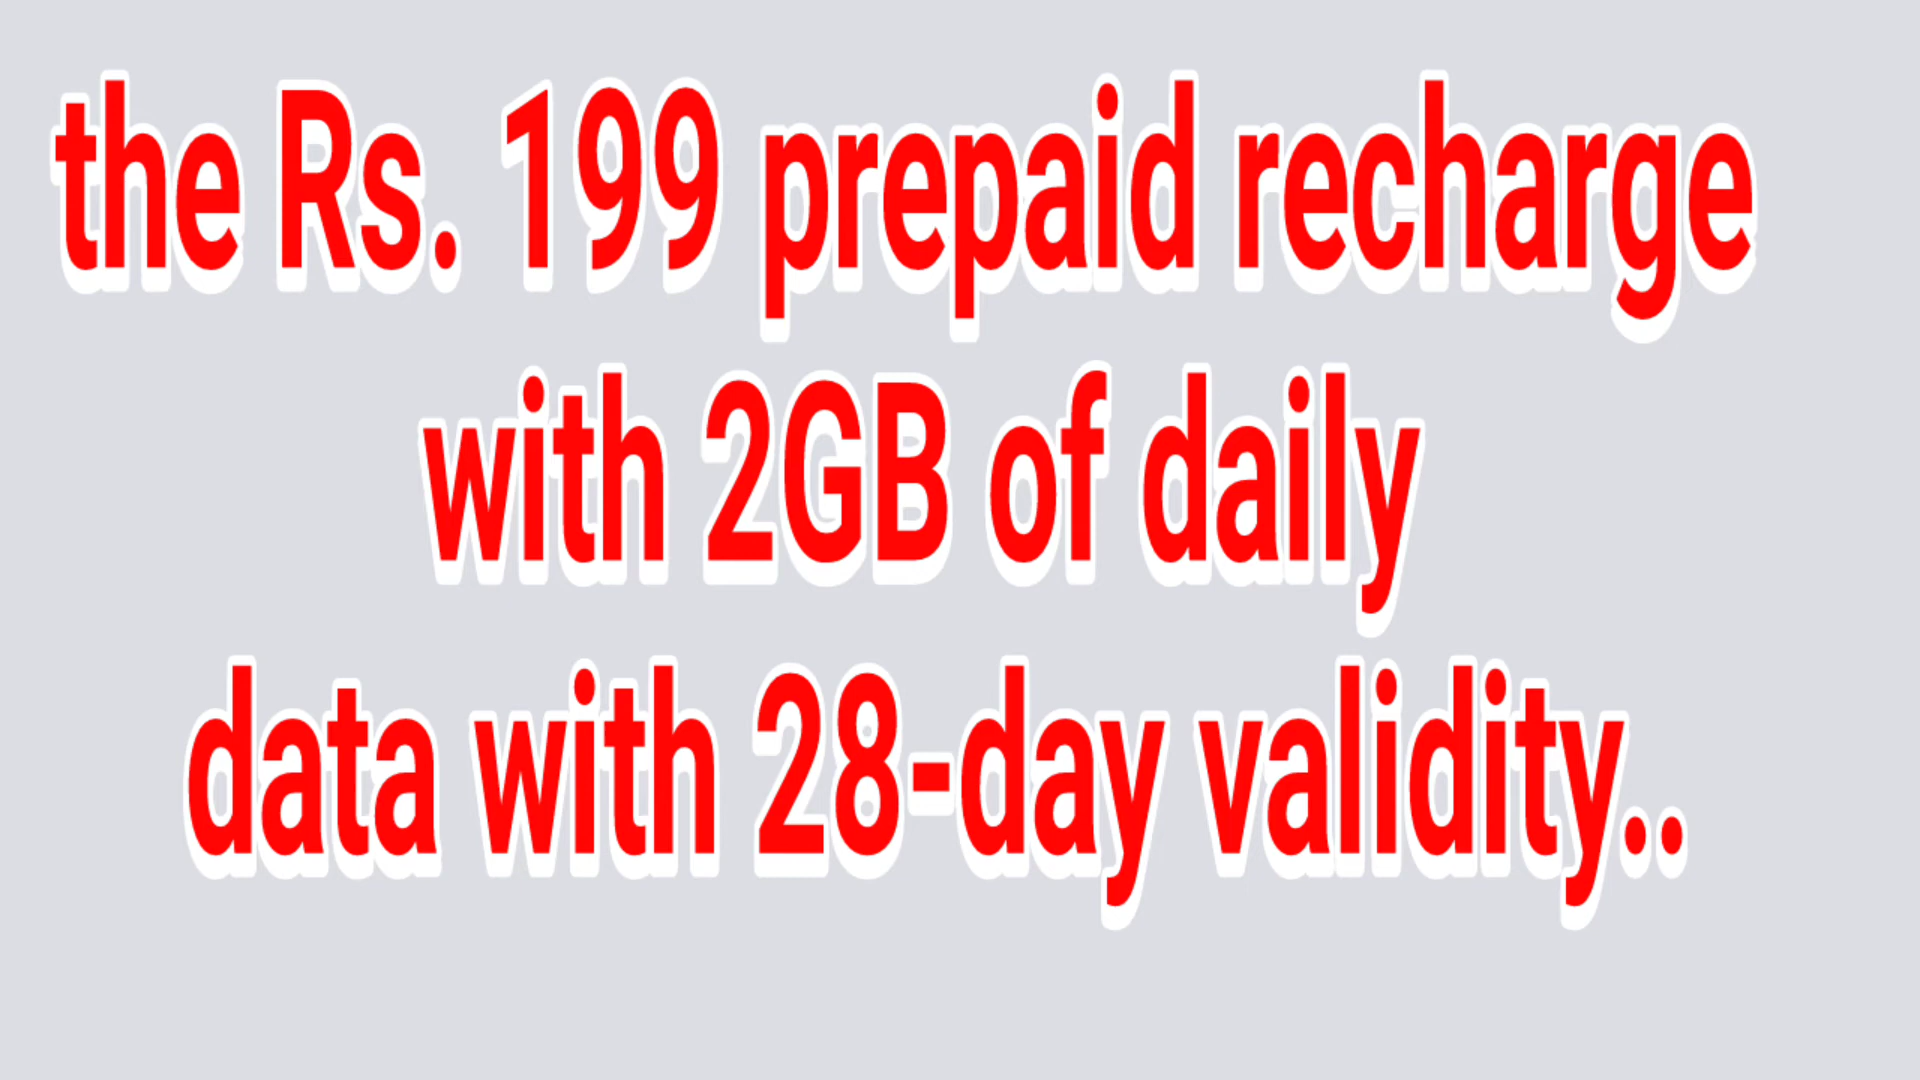 the Rs. 199 prepaid recharge
with 2GB of daily
data with 28-day validity..